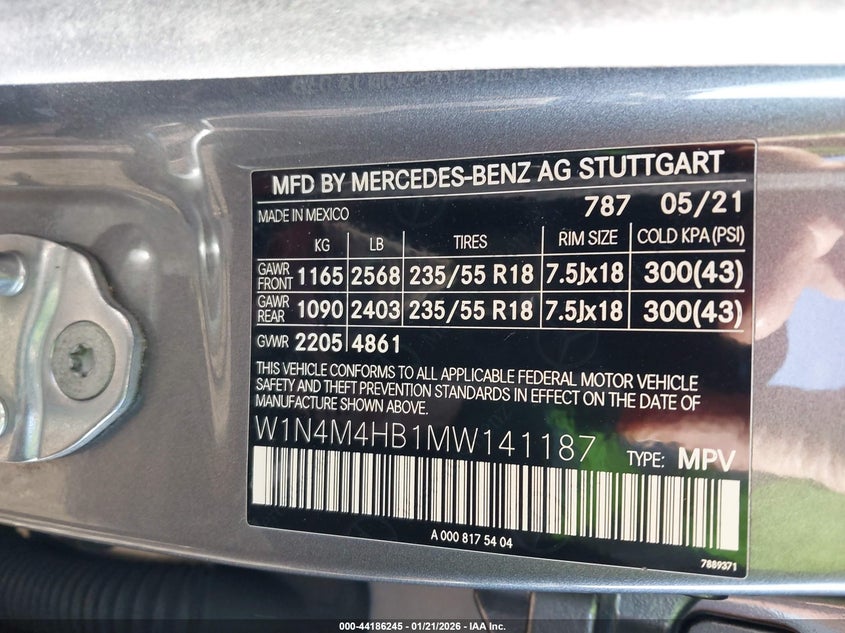 MFD BY MERCEDES-BENZ AG STUTTGART
MADE IN MEXICO 787 05/21
KG LB TIRES RIM SIZE COLD KPA (PSI)
GAWR FRONT 1165 2568 235/55 R18 7.5Jx18 300(43)
GAWR REAR 1090 2403 235/55 R18 7.5Jx18 300(43)
GVWR 2205 4861
THIS VEHICLE CONFORMS TO ALL APPLICABLE FEDERAL MOTOR VEHICLE
SAFETY AND THEFT PREVENTION STANDARDS IN EFFECT ON THE DATE OF
MANUFACTURE SHOWN ABOVE.
W1N4M4HB1MW141187 TYPE: MPV
A 000 817 54 04
7889371
000-44186245 - 01/21/2026 - IAA Inc.